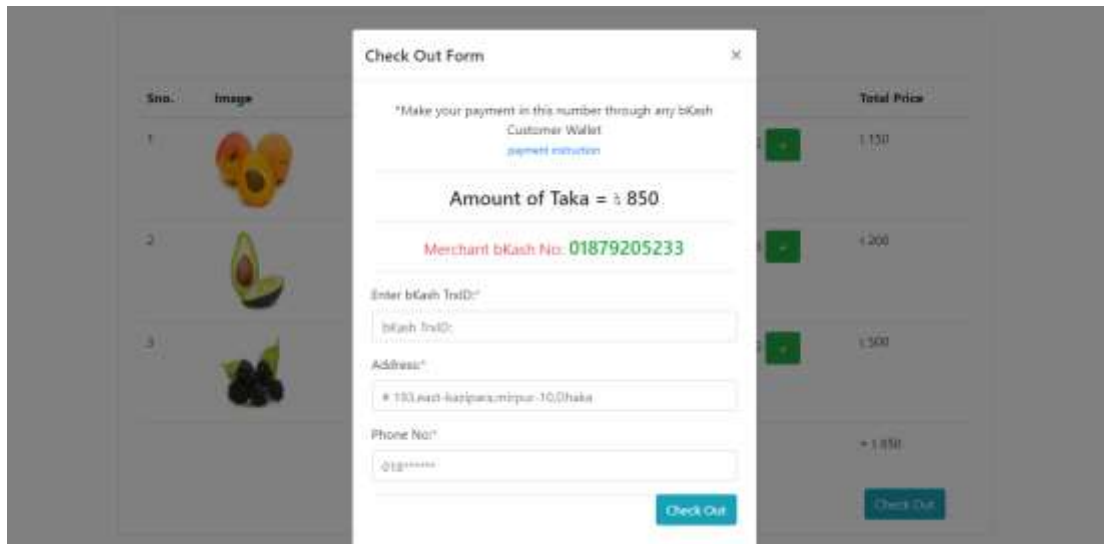 Check Out Form ×
Sno. Image Total Price
*Make your payment in this number through any bKash
Customer Wallet
payment instruction
1 ৳ 150
Amount of Taka = ৳ 850
2 ৳ 200
Merchant bKash No: 01879205233
Enter bKash TrxID:*
bKash TrxID:
3 ৳ 500
Address:*
# 193,east-kazipara,mirpur-10,Dhaka
Phone No:*
= ৳ 850
018******
Check Out
Check Out